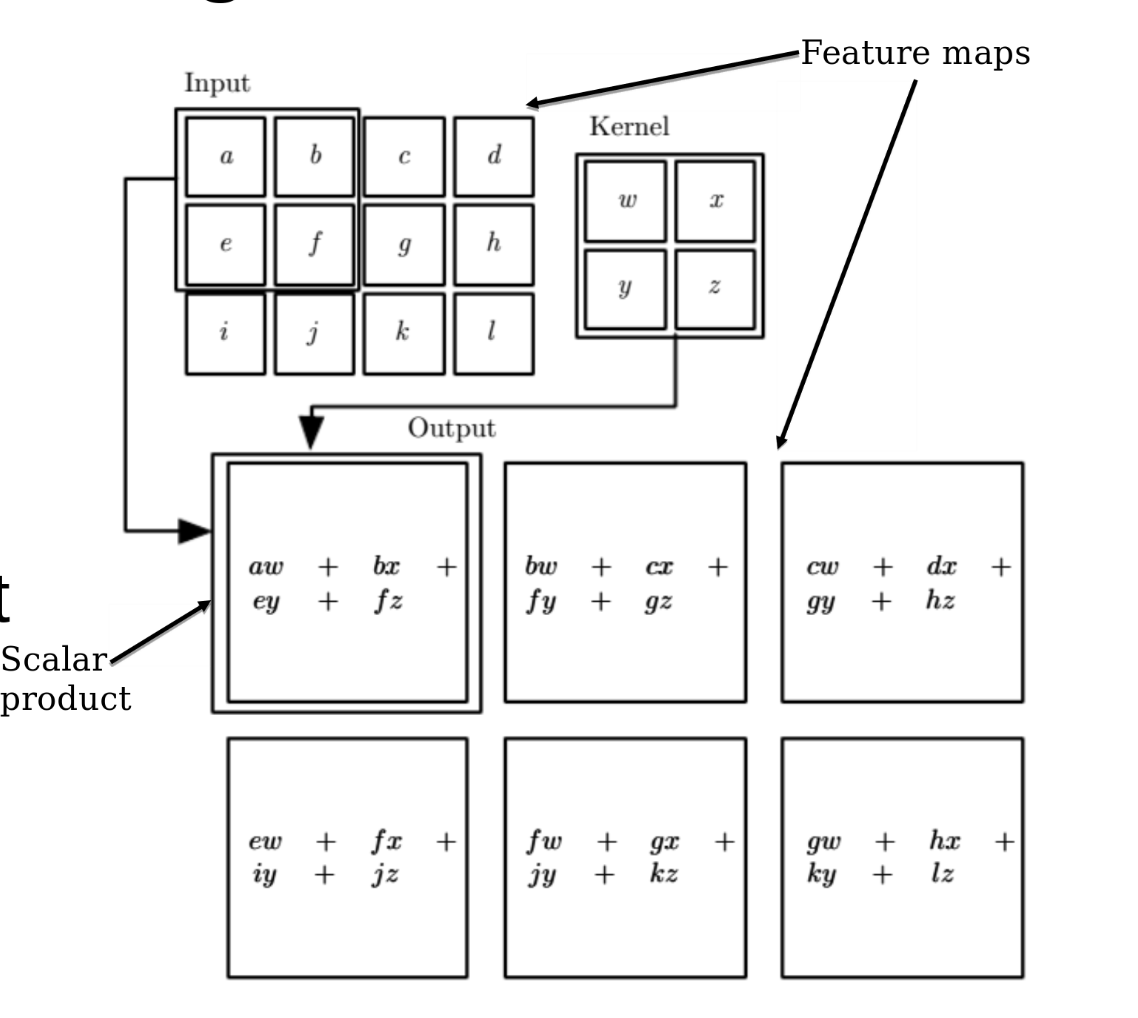 Feature maps
Input
Kernel
a b c d
w x
e f g h
y z
i j k l
Output
aw + bx +
ey + fz
bw + cx +
fy + gz
cw + dx +
gy + hz
Scalar
product
ew + fx +
iy + jz
fw + gx +
jy + kz
gw + hx +
ky + lz